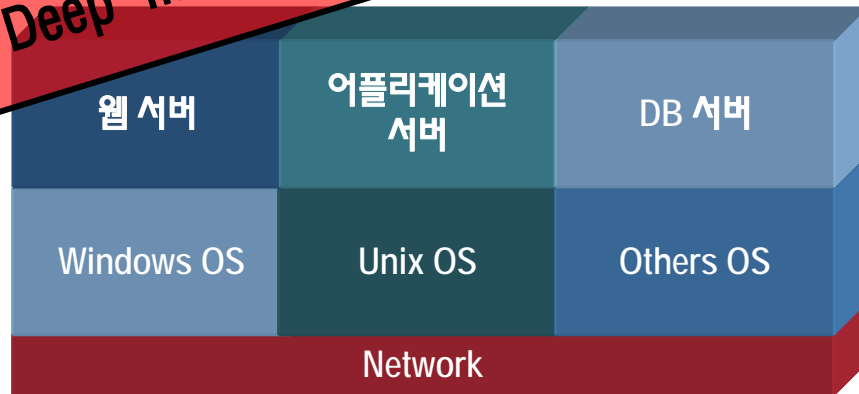 Deep
웹 서버
어플리케이션
서버
DB 서버
Windows OS
Unix OS
Others OS
Network